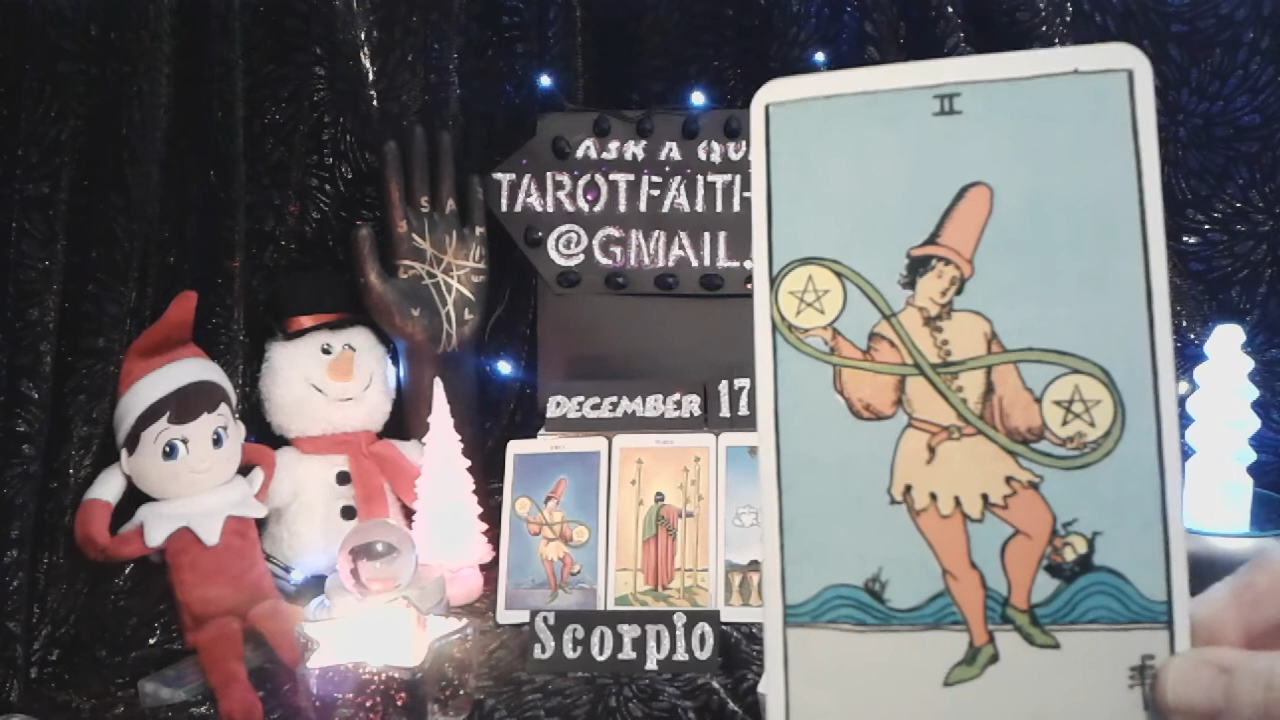 ASK A QU
TAROTFAITH
@GMAIL.
DECEMBER 17
Scorpio
II
S A